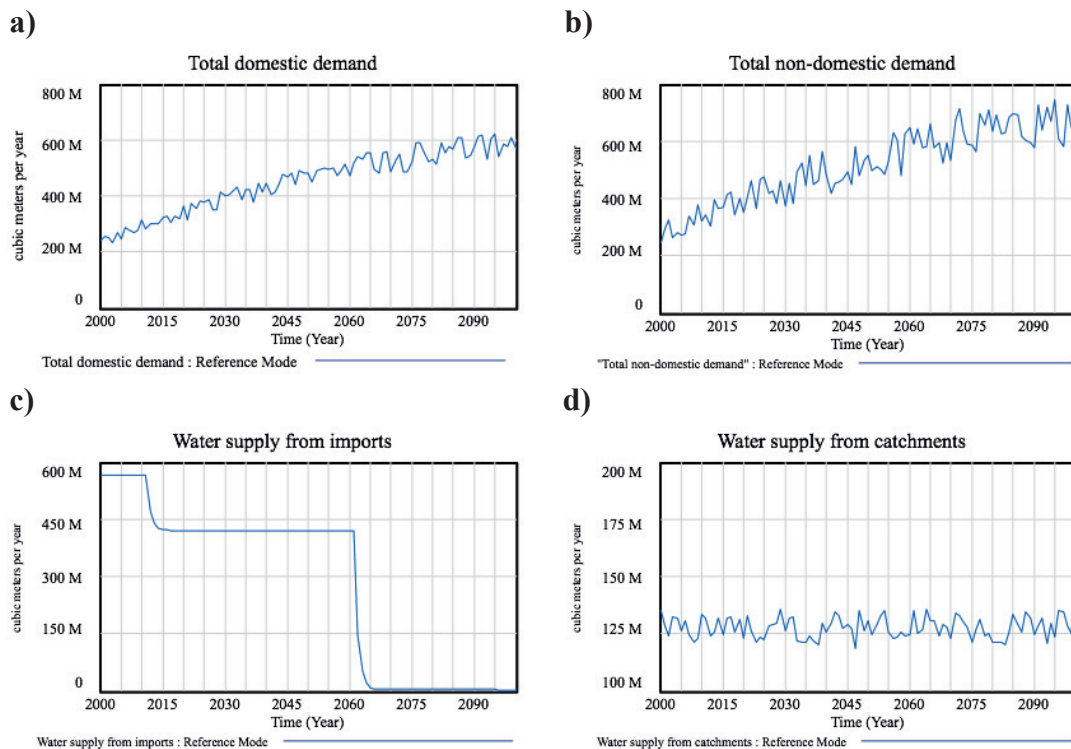 a)
Total domestic demand
800 M
600 M
400 M
200 M
0
cubic meters per year
2000 2015 2030 2045 2060 2075 2090
Time (Year)
Total domestic demand : Reference Mode
b)
Total non-domestic demand
800 M
600 M
400 M
200 M
0
cubic meters per year
2000 2015 2030 2045 2060 2075 2090
Time (Year)
"Total non-domestic demand" : Reference Mode
c)
Water supply from imports
600 M
450 M
300 M
150 M
0
cubic meters per year
2000 2015 2030 2045 2060 2075 2090
Time (Year)
Water supply from imports : Reference Mode
d)
Water supply from catchments
200 M
175 M
150 M
125 M
100 M
cubic meters per year
2000 2015 2030 2045 2060 2075 2090
Time (Year)
Water supply from catchments : Reference Mode